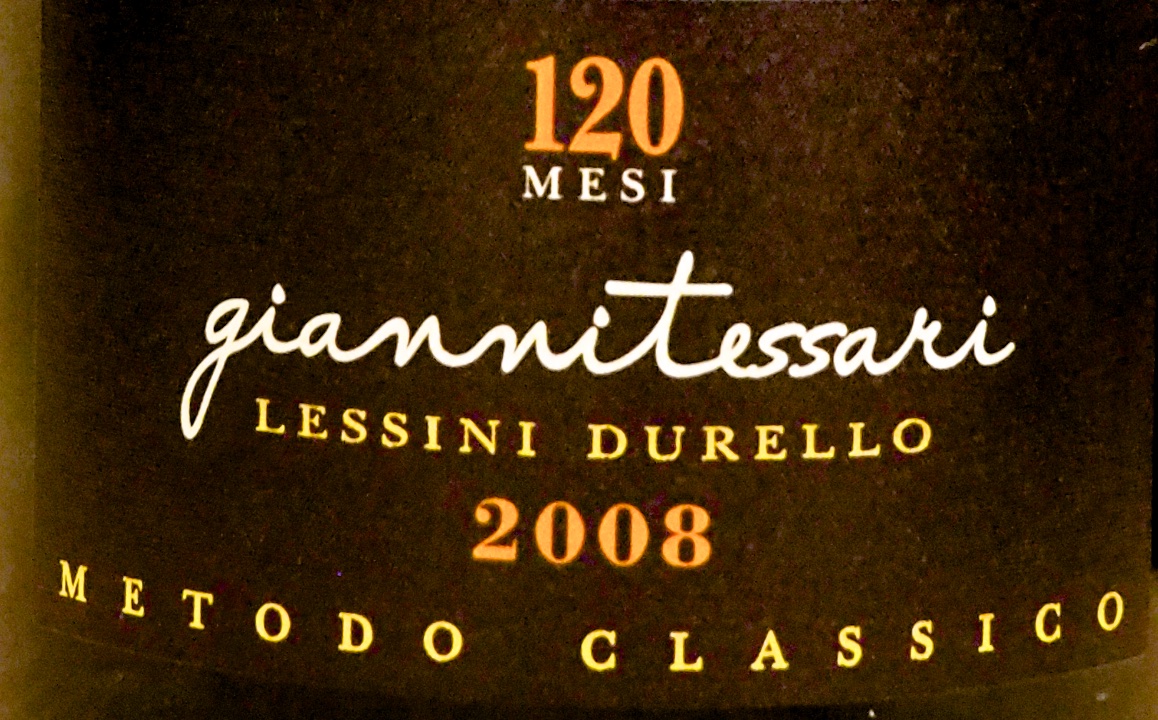 120
MESI
giannitessari
LESSINI DURELLO
2008
METODO CLASSICO